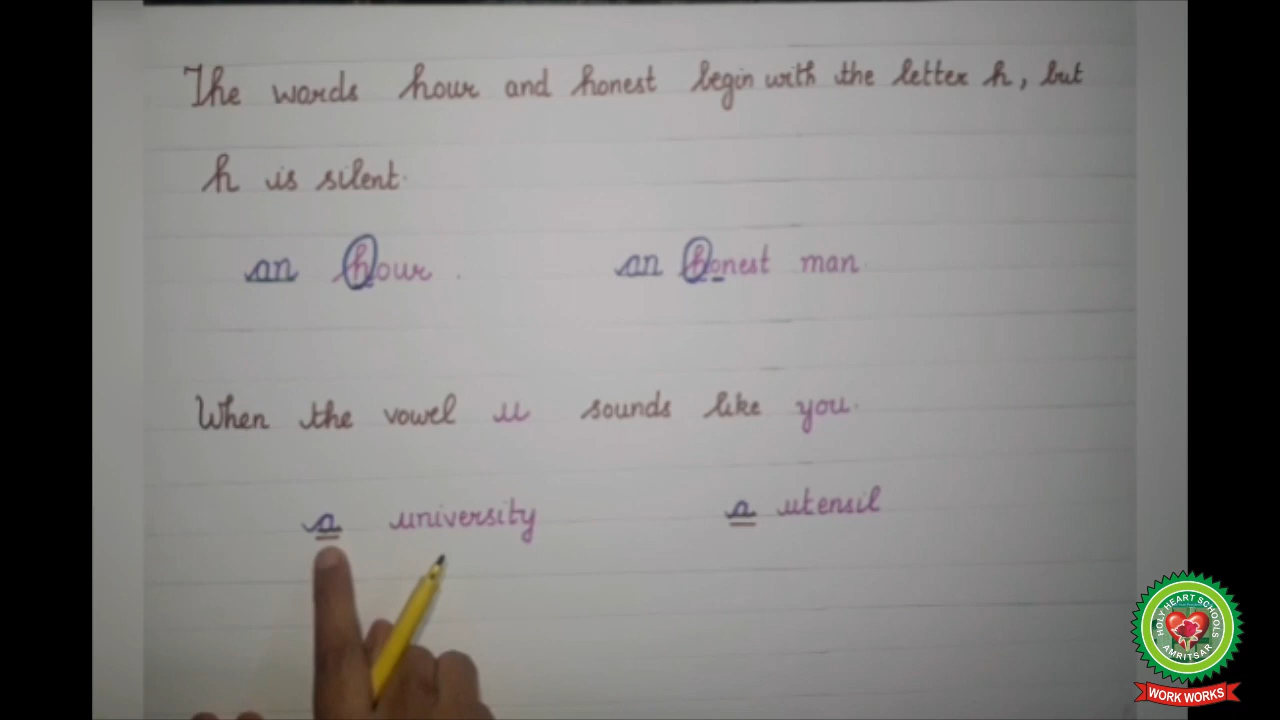 The words hour and honest begin with the letter h, but
h is silent.
an hour. an honest man
When the vowel u sounds like you.
a university a utensil
HOLY HEART SCHOOLS
AMRITSAR
WORK WORKS